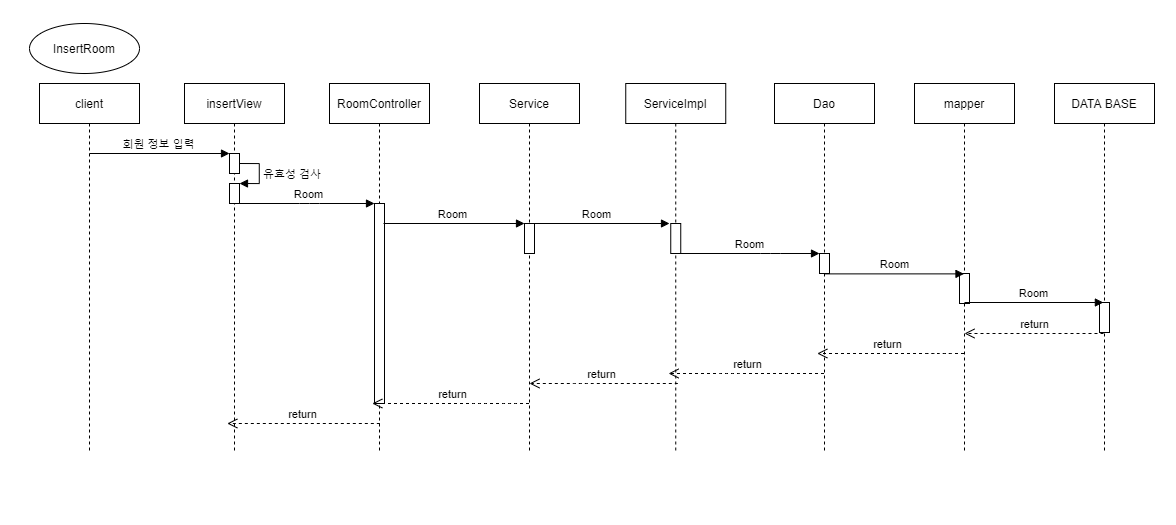 InsertRoom
client
insertView
RoomController
Service
ServiceImpl
Dao
mapper
DATA BASE
회원 정보 입력
유효성 검사
Room
Room
Room
Room
Room
Room
return
return
return
return
return
return